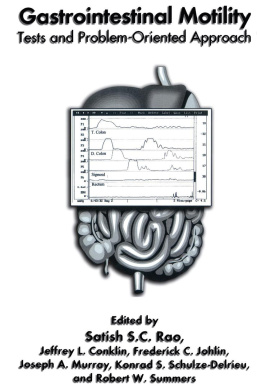 Gastrointestinal Motility
Tests and Problem-Oriented Approach
T. Colon
D. Colon
Sigmoid
Rectum
Edited by
Satish S.C. Rao,
Jeffrey L. Conklin, Frederick C. Johlin,
Joseph A. Murray, Konrad S. Schulze-Delrieu,
and Robert W. Summers